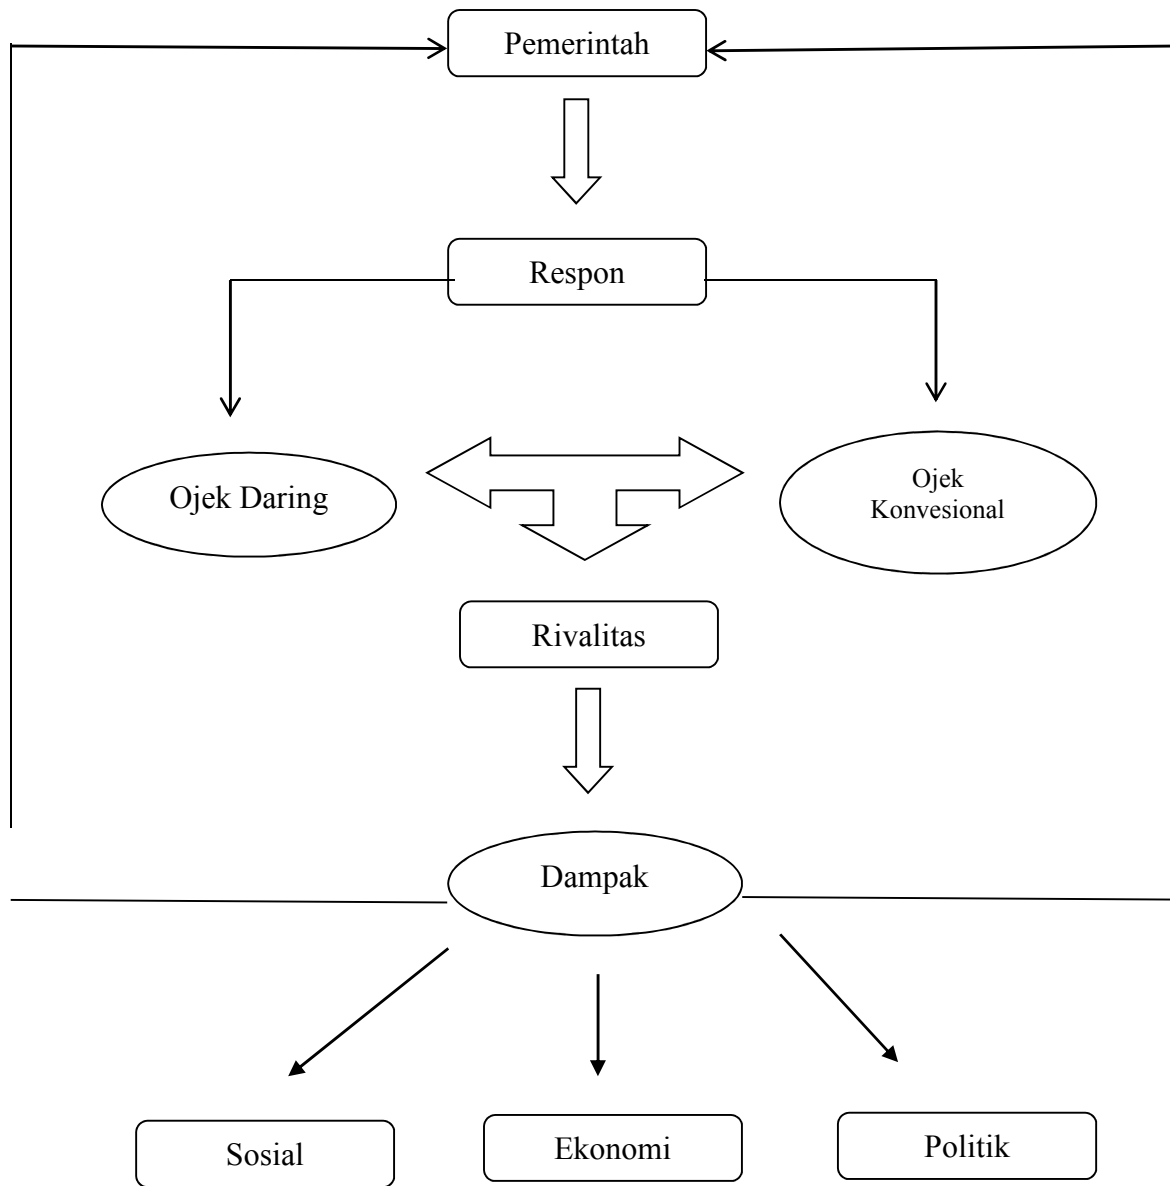 Pemerintah
Respon
Ojek Daring
Ojek
Konvesional
Rivalitas
Dampak
Sosial
Ekonomi
Politik